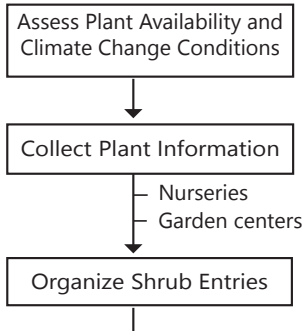 Assess Plant Availability and
Climate Change Conditions
Collect Plant Information
Nurseries
Garden centers
Organize Shrub Entries